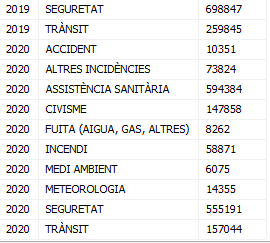 2019 SEGURETAT 698847
2019 TRÀNSIT 259845
2020 ACCIDENT 10351
2020 ALTRES INCIDÈNCIES 73824
2020 ASSISTÈNCIA SANITÀRIA 594384
2020 CIVISME 147858
2020 FUITA (AIGUA, GAS, ALTRES) 8262
2020 INCENDI 58871
2020 MEDI AMBIENT 6075
2020 METEOROLOGIA 14355
2020 SEGURETAT 555191
2020 TRÀNSIT 157044